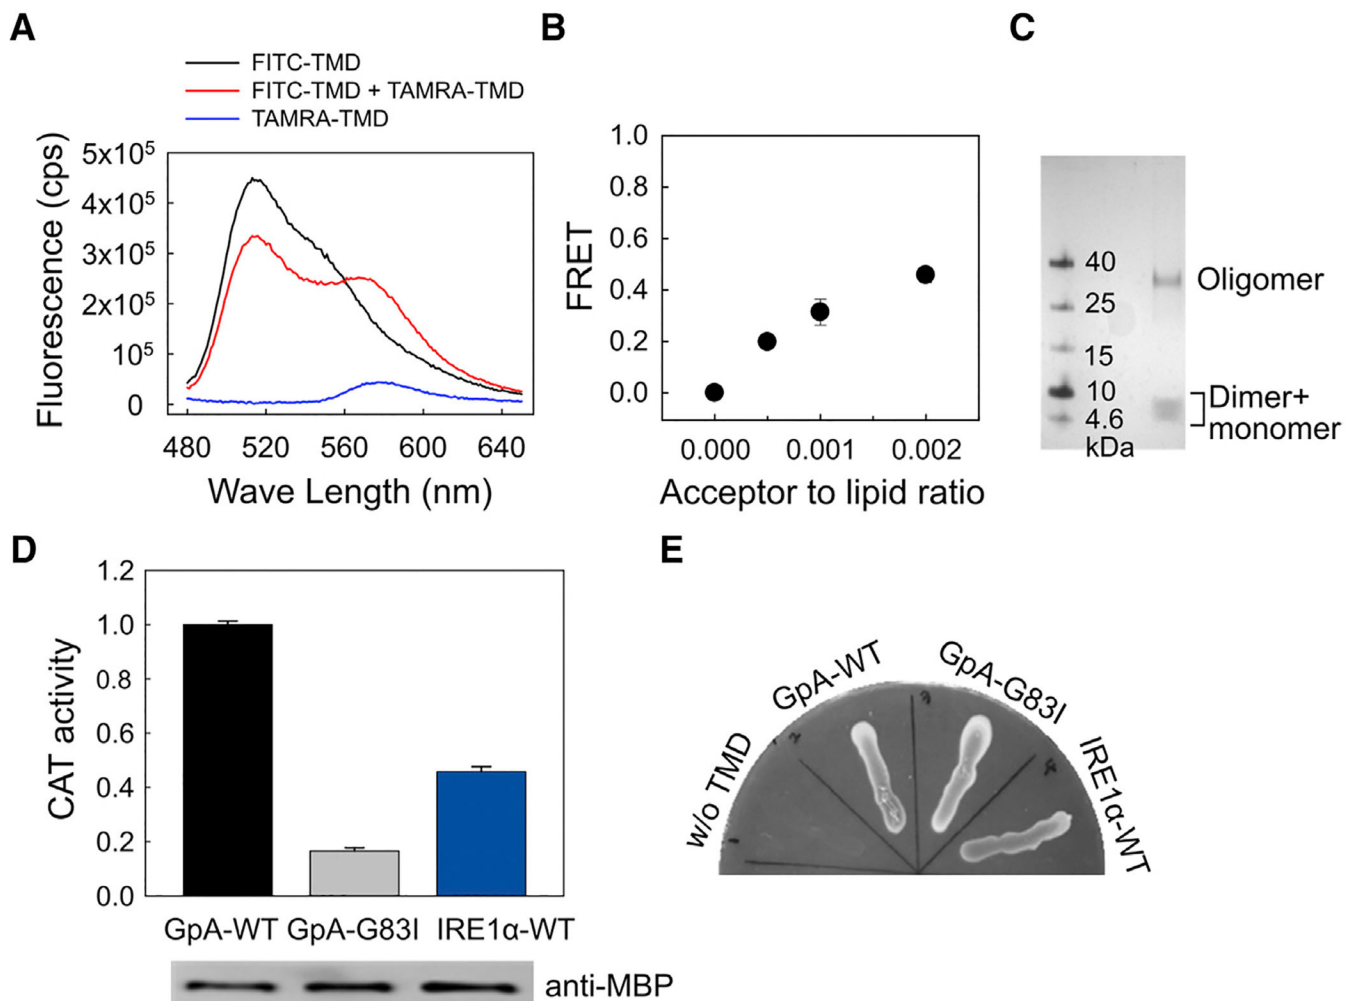 A
FITC-TMD
FITC-TMD + TAMRA-TMD
TAMRA-TMD
Fluorescence (cps)
5x10⁵
4x10⁵
3x10⁵
2x10⁵
10⁵
0
480 520 560 600 640
Wave Length (nm)
B
FRET
1.0
0.8
0.6
0.4
0.2
0.0
0.000 0.001 0.002
Acceptor to lipid ratio
C
40
25
15
10
4.6
kDa
Oligomer
Dimer+
monomer
D
CAT activity
1.2
1.0
0.8
0.6
0.4
0.2
0.0
GpA-WT GpA-G83I IRE1α-WT
anti-MBP
E
w/o TMD
GpA-WT
GpA-G83I
IRE1α-WT